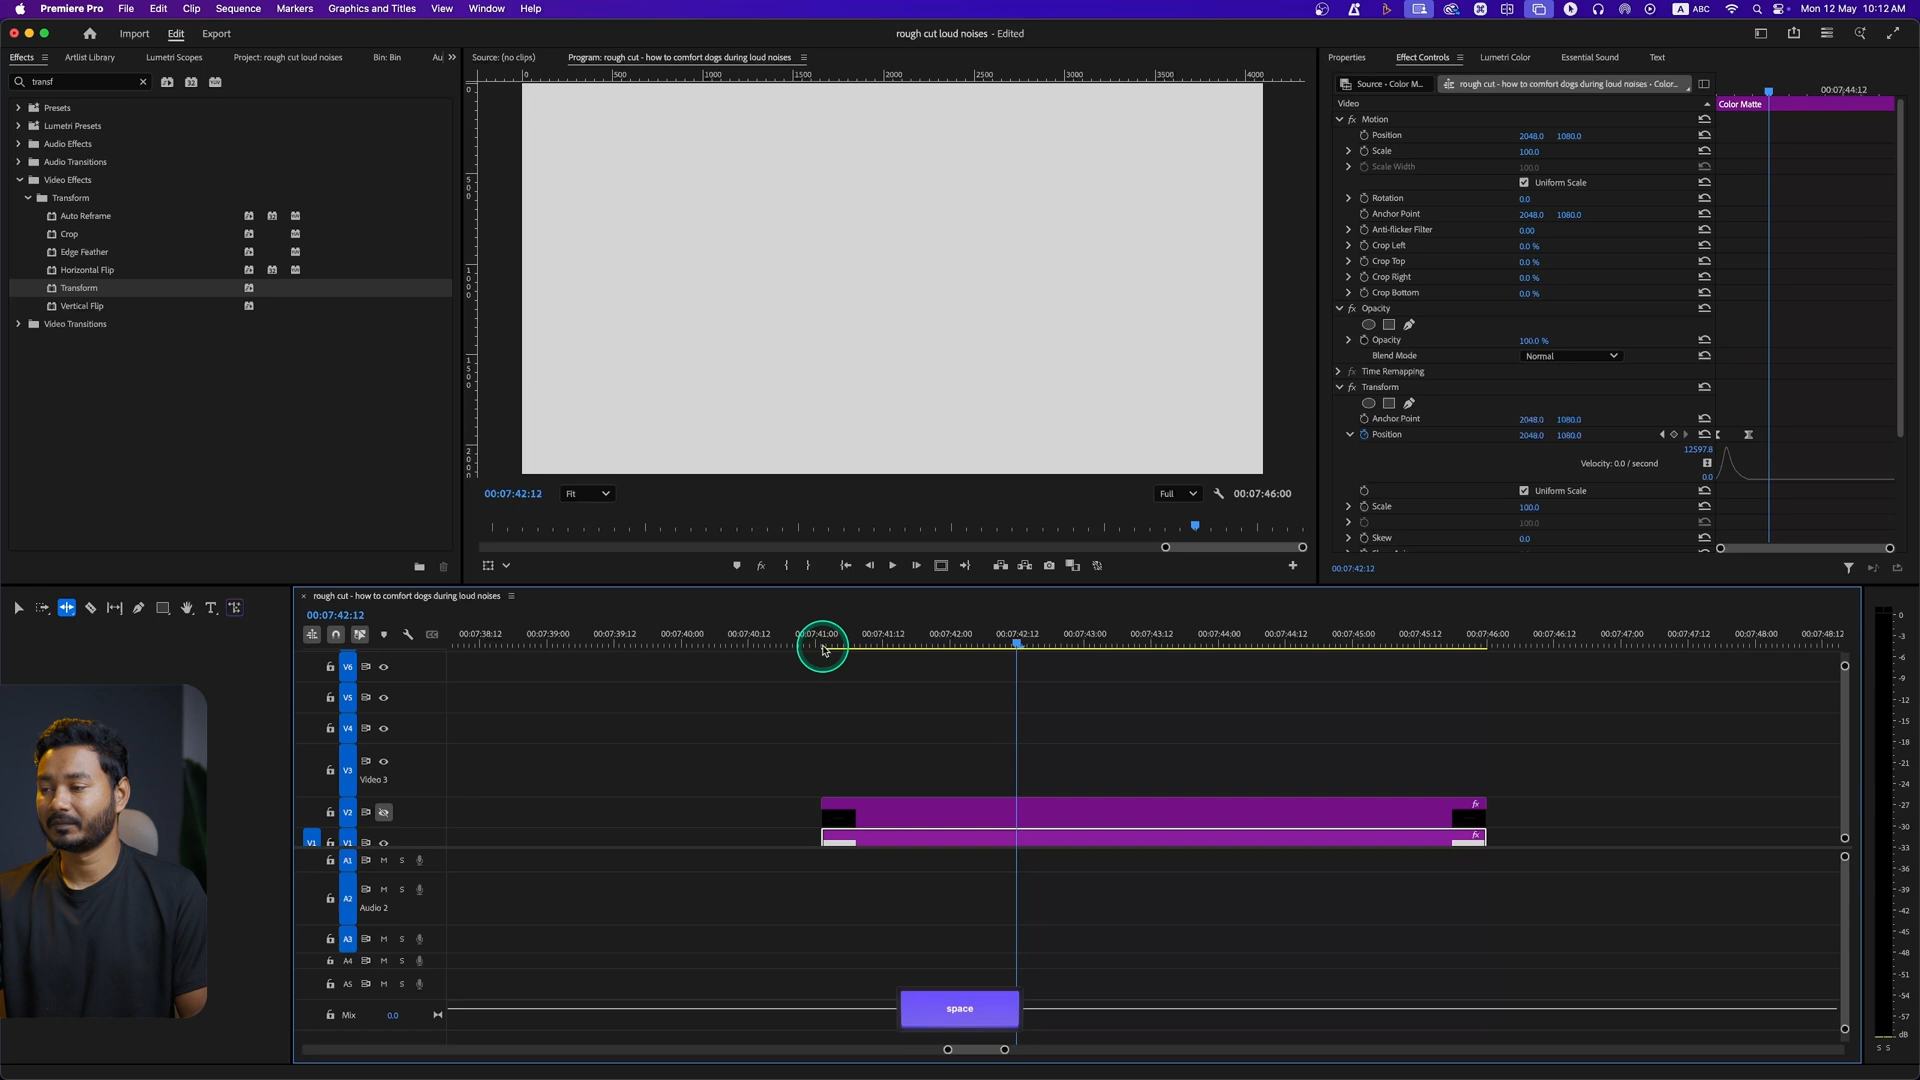 Premiere Pro File Edit Clip Sequence Markers Graphics and Titles View Window Help
ABC Mon 12 May 10:12 AM
Import Edit Export
rough cut loud noises - Edited
Effects Artlist Library Lumetri Scopes Project: rough cut loud noises Bin: Bin Au
transf
Presets
Lumetri Presets
Audio Effects
Audio Transitions
Video Effects
Transform
Auto Reframe
Crop
Edge Feather
Horizontal Flip
Transform
Vertical Flip
Video Transitions
Source: (no clips) Program: rough cut - how to comfort dogs during loud noises
0 500 1000 1500 2000 2500 3000 3500 4000
00:07:42:12 Fit Full 00:07:46:00
Properties Effect Controls Lumetri Color Essential Sound Text
Source • Color M... rough cut - how to comfort dogs during loud noises • Color... 00:07:44:12
Video Color Matte
Motion
Position 2048.0 1080.0
Scale 100.0
Scale Width 100.0
Uniform Scale
Rotation 0.0
Anchor Point 2048.0 1080.0
Anti-flicker Filter 0.00
Crop Left 0.0 %
Crop Top 0.0 %
Crop Right 0.0 %
Crop Bottom 0.0 %
Opacity
Opacity 100.0 %
Blend Mode Normal
Time Remapping
Transform
Anchor Point 2048.0 1080.0
Position 2048.0 1080.0
12597.8
Velocity: 0.0 / second
0.0
Uniform Scale
Scale 100.0
100.0
Skew 0.0
00:07:42:12
rough cut - how to comfort dogs during loud noises
00:07:42:12
00:07:38:12 00:07:39:00 00:07:39:12 00:07:40:00 00:07:40:12 00:07:41:00 00:07:41:12 00:07:42:00 00:07:42:12 00:07:43:00 00:07:43:12 00:07:44:00 00:07:44:12 00:07:45:00 00:07:45:12 00:07:46:00 00:07:46:12 00:07:47:00 00:07:47:12 00:07:48:00 00:07:48:12
V6
V5
V4
V3
Video 3
V2 fx
V1 V1 fx
A1 M S
A2 M S
Audio 2
A3 M S
A4 M S
A5 M S
Mix 0.0
space
0
-3
-6
-9
-12
-15
-18
-21
-24
-27
-30
-33
-36
-39
-42
-45
-48
-51
-54
-57
dB
S S